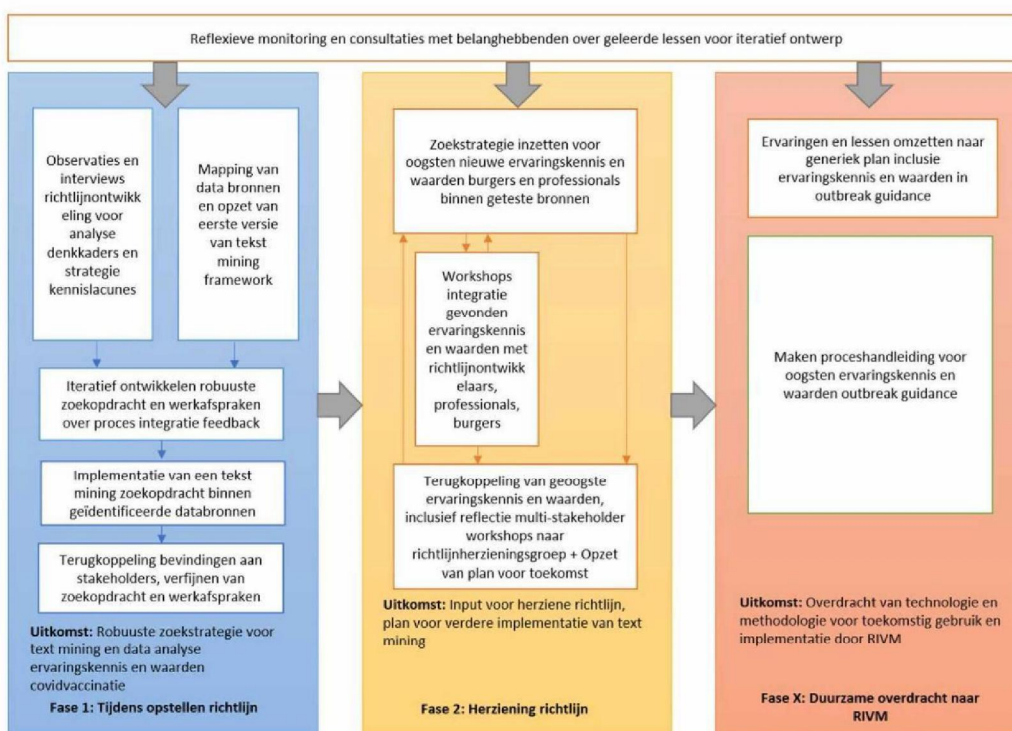 Reflexieve monitoring en consultaties met belanghebbenden over geleerde lessen voor iteratief ontwerp
Observaties en
interviews
richtlijnontwikk
eling voor
analyse
denkkaders en
strategie
kennislacunes
Mapping van
data bronnen
en opzet van
eerste versie
van tekst
mining
framework
Iteratief ontwikkelen robuuste
zoekopdracht en werkafspraken
over proces integratie feedback
Implementatie van een tekst
mining zoekopdracht binnen
geïdentificeerde databronnen
Terugkoppeling bevindingen aan
stakeholders, verfijnen van
zoekopdracht en werkafspraken
Uitkomst: Robuuste zoekstrategie voor
text mining en data analyse
ervaringskennis en waarden
covidvaccinatie
Fase 1: Tijdens opstellen richtlijn
Zoekstrategie inzetten voor
oogsten nieuwe ervaringskennis en
waarden burgers en professionals
binnen geteste bronnen
Workshops
integratie
gevonden
ervaringskennis
en waarden met
richtlijnontwikk
elaars,
professionals,
burgers
Terugkoppeling van geoogste
ervaringskennis en waarden,
inclusief reflectie multi-stakeholder
workshops naar
richtlijnherzieningsgroep + Opzet
van plan voor toekomst
Uitkomst: Input voor herziene richtlijn,
plan voor verdere implementatie van text
mining
Fase 2: Herziening richtlijn
Ervaringen en lessen omzetten naar
generiek plan inclusie
ervaringskennis en waarden in
outbreak guidance
Maken proceshandleiding voor
oogsten ervaringskennis en
waarden outbreak guidance
Uitkomst: Overdracht van technologie en
methodologie voor toekomstig gebruik en
implementatie door RIVM
Fase X: Duurzame overdracht naar
RIVM